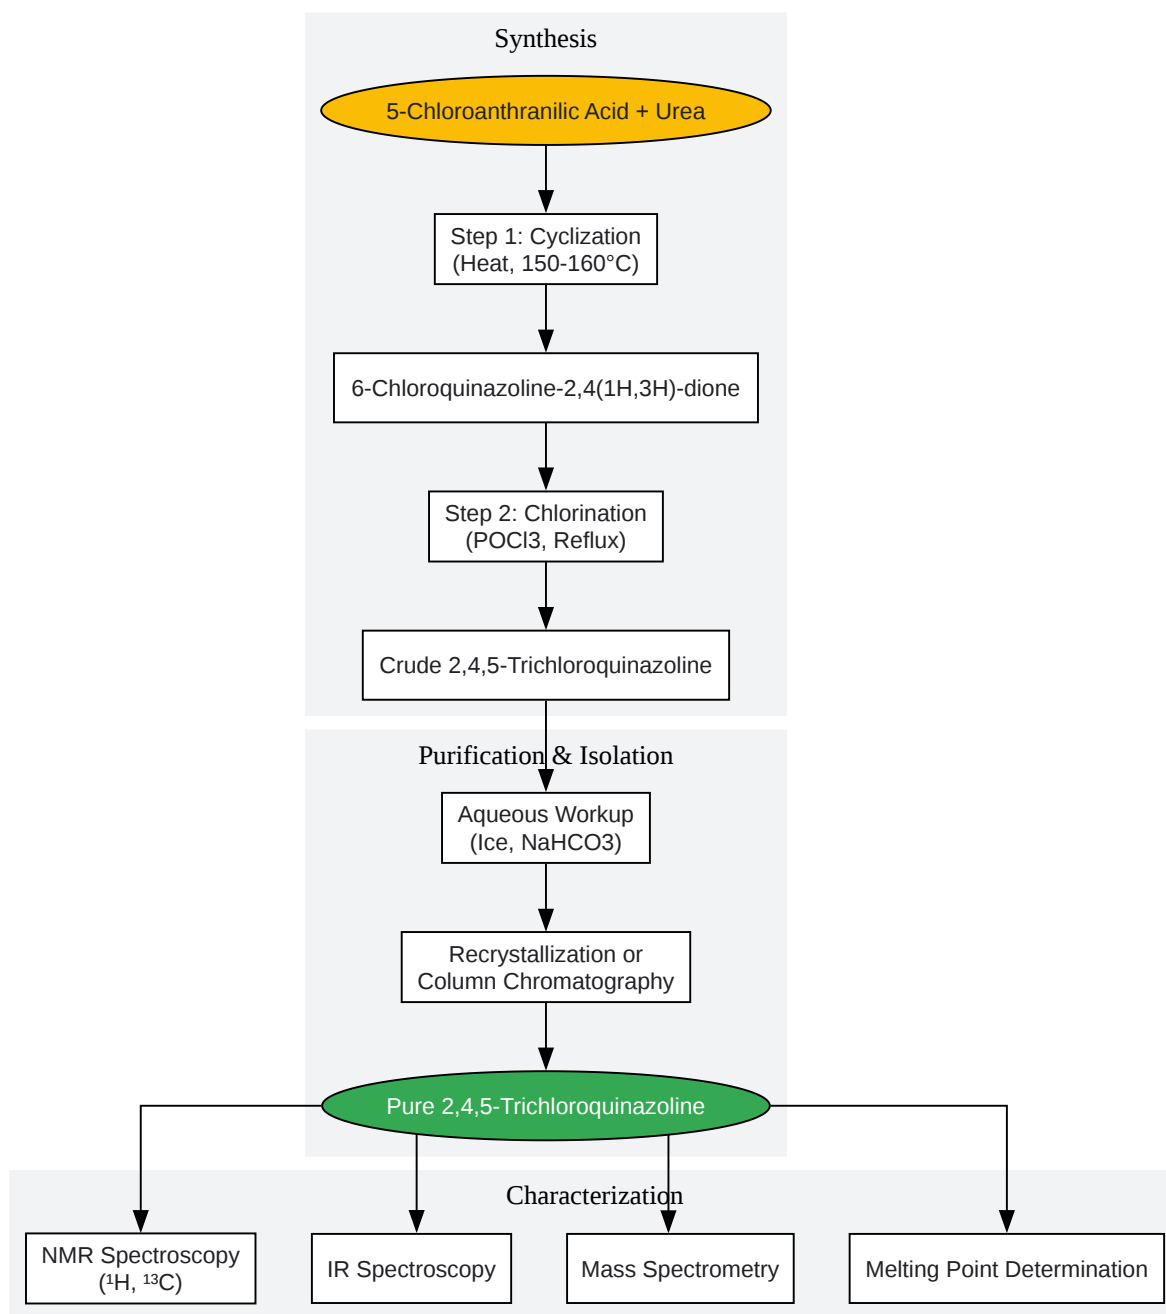 Synthesis
5-Chloroanthranilic Acid + Urea
Step 1: Cyclization
(Heat, 150-160°C)
6-Chloroquinazoline-2,4(1H,3H)-dione
Step 2: Chlorination
(POCl3, Reflux)
Crude 2,4,5-Trichloroquinazoline
Purification & Isolation
Aqueous Workup
(Ice, NaHCO3)
Recrystallization or
Column Chromatography
Pure 2,4,5-Trichloroquinazoline
Characterization
NMR Spectroscopy
(¹H, ¹³C)
IR Spectroscopy
Mass Spectrometry
Melting Point Determination